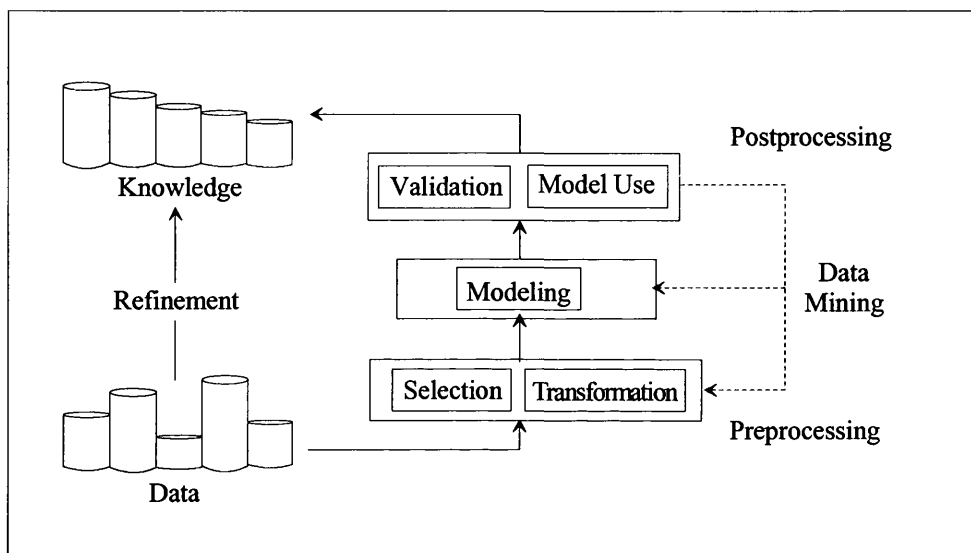 Postprocessing
Validation
Model Use
Knowledge
Data
Mining
Refinement
Modeling
Selection
Transformation
Preprocessing
Data